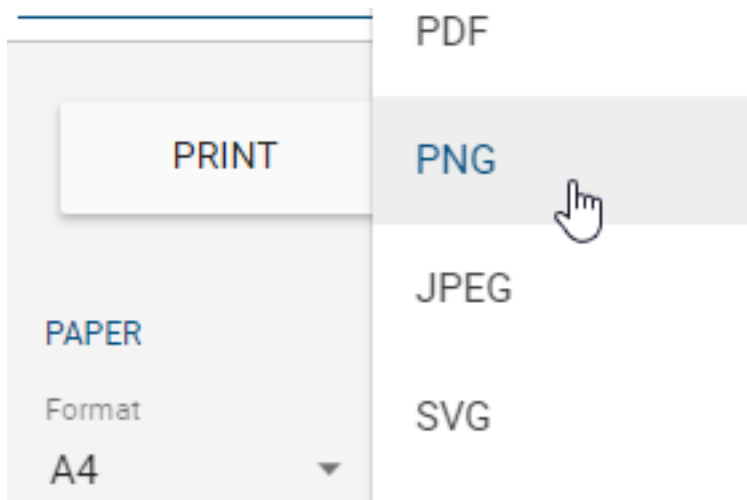 PDF
PRINT
PNG
JPEG
PAPER
Format
SVG
A4